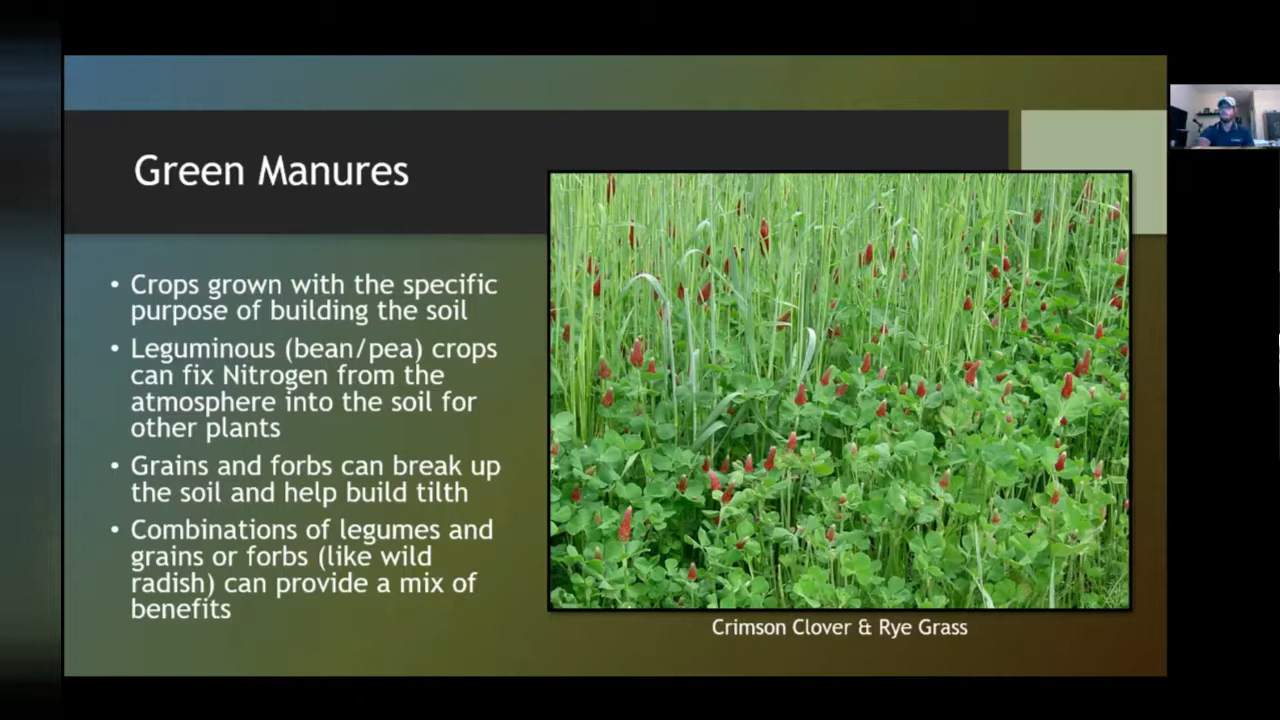 Green Manures
• Crops grown with the specific
purpose of building the soil
• Leguminous (bean/pea) crops
can fix Nitrogen from the
atmosphere into the soil for
other plants
• Grains and forbs can break up
the soil and help build tilth
• Combinations of legumes and
grains or forbs (like wild
radish) can provide a mix of
benefits
Crimson Clover & Rye Grass